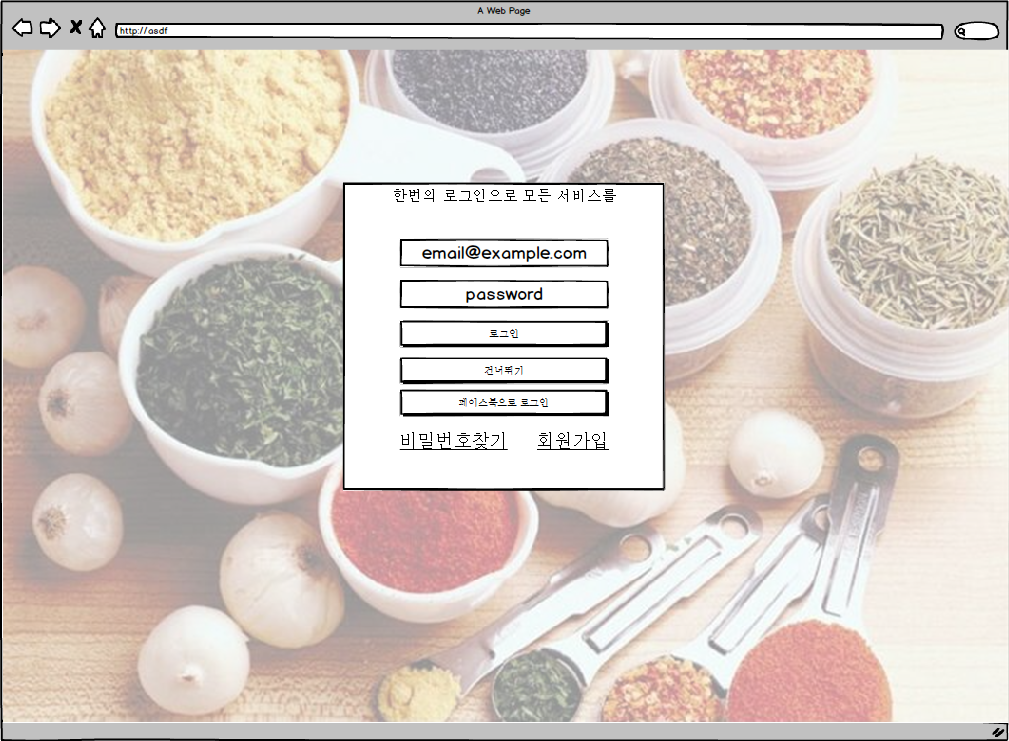 A Web Page
http://asdf
한번의 로그인으로 모든 서비스를
email@example.com
password
로그인
건너뛰기
페이스북으로 로그인
비밀번호찾기 회원가입